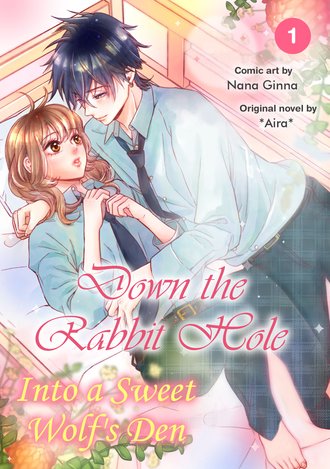 1
Comic art by
Nana Ginna
Original novel by
*Aira*
Down the
Rabbit Hole
Into a Sweet
Wolf's Den